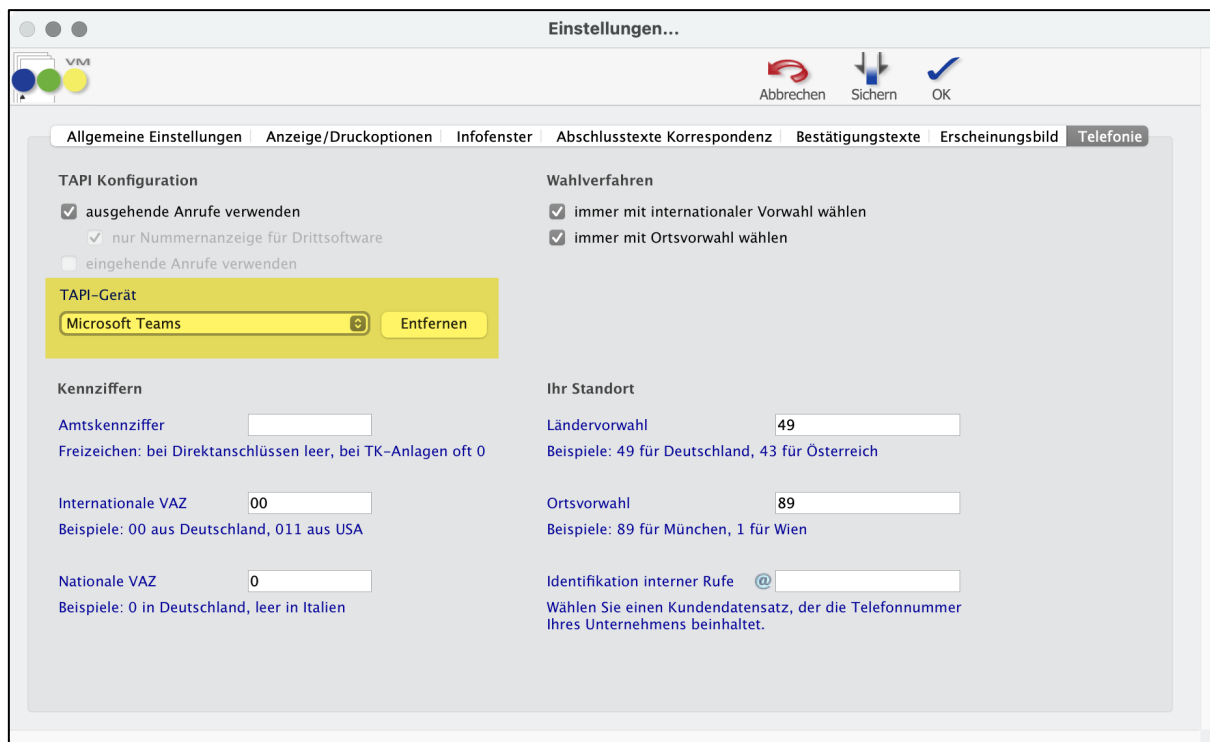 Einstellungen...
VM
Abbrechen Sichern OK
Allgemeine Einstellungen Anzeige/Druckoptionen Infofenster Abschlusstexte Korrespondenz Bestätigungstexte Erscheinungsbild Telefonie
TAPI Konfiguration
ausgehende Anrufe verwenden
nur Nummernanzeige für Drittsoftware
eingehende Anrufe verwenden
TAPI-Gerät
Microsoft Teams Entfernen
Wahlverfahren
immer mit internationaler Vorwahl wählen
immer mit Ortsvorwahl wählen
Kennziffern
Amtskennziffer
Freizeichen: bei Direktanschlüssen leer, bei TK-Anlagen oft 0
Internationale VAZ 00
Beispiele: 00 aus Deutschland, 011 aus USA
Nationale VAZ 0
Beispiele: 0 in Deutschland, leer in Italien
Ihr Standort
Ländervorwahl 49
Beispiele: 49 für Deutschland, 43 für Österreich
Ortsvorwahl 89
Beispiele: 89 für München, 1 für Wien
Identifikation interner Rufe @
Wählen Sie einen Kundendatensatz, der die Telefonnummer
Ihres Unternehmens beinhaltet.